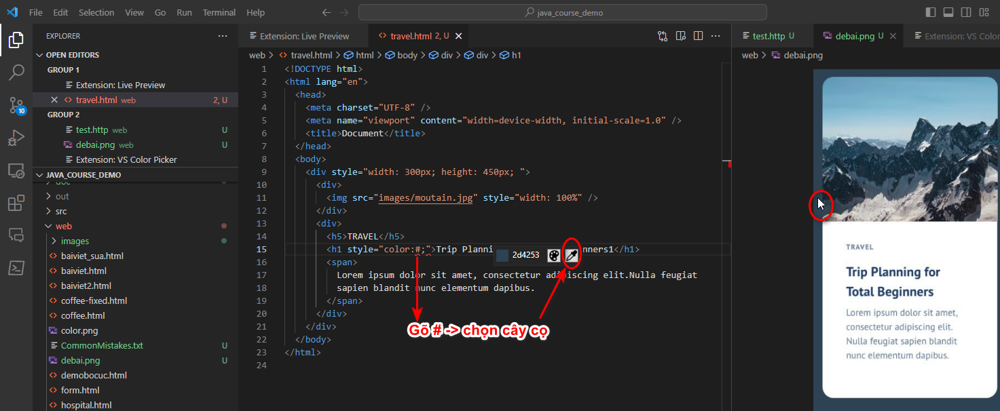 File Edit Selection View Go Run Terminal Help
java_course_demo
EXPLORER
OPEN EDITORS
GROUP 1
Extension: Live Preview
travel.html web 2, U
GROUP 2
test.http web U
debai.png web U
Extension: VS Color Picker
JAVA_COURSE_DEMO
doc
out
src
web
images
baiviet_sua.html
baiviet.html
baiviet2.html
coffee-fixed.html
coffee.html
color.png
CommonMistakes.txt U
debai.png U
demobocuc.html
form.html
hospital.html
10
Extension: Live Preview
travel.html 2, U
web > travel.html > html > body > div > div > h1
1 <!DOCTYPE html>
2 <html lang="en">
3 <head>
4 <meta charset="UTF-8" />
5 <meta name="viewport" content="width=device-width, initial-scale=1.0" />
6 <title>Document</title>
7 </head>
8 <body>
9 <div style="width: 300px; height: 450px; ">
10 <div>
11 <img src="images/moutain.jpg" style="width: 100%" />
12 </div>
13 <div>
14 <h5>TRAVEL</h5>
15 <h1 style="color:#;">Trip Planni nners1</h1>
2d4253
16 <span>
17 Lorem ipsum dolor sit amet, consectetur adipiscing elit.Nulla feugiat
18 sapien blandit nunc elementum dapibus.
19 </span>
20 </div>
21 </div>
22 </body>
23 </html>
24
Gõ # -> chọn cây cọ
test.http U
debai.png U
Extension: VS Color
web > debai.png
TRAVEL
Trip Planning for
Total Beginners
Lorem ipsum dolor sit amet,
consectetur adipiscing elit.
Nulla feugiat sapien blandit
nunc elementum dapibus.